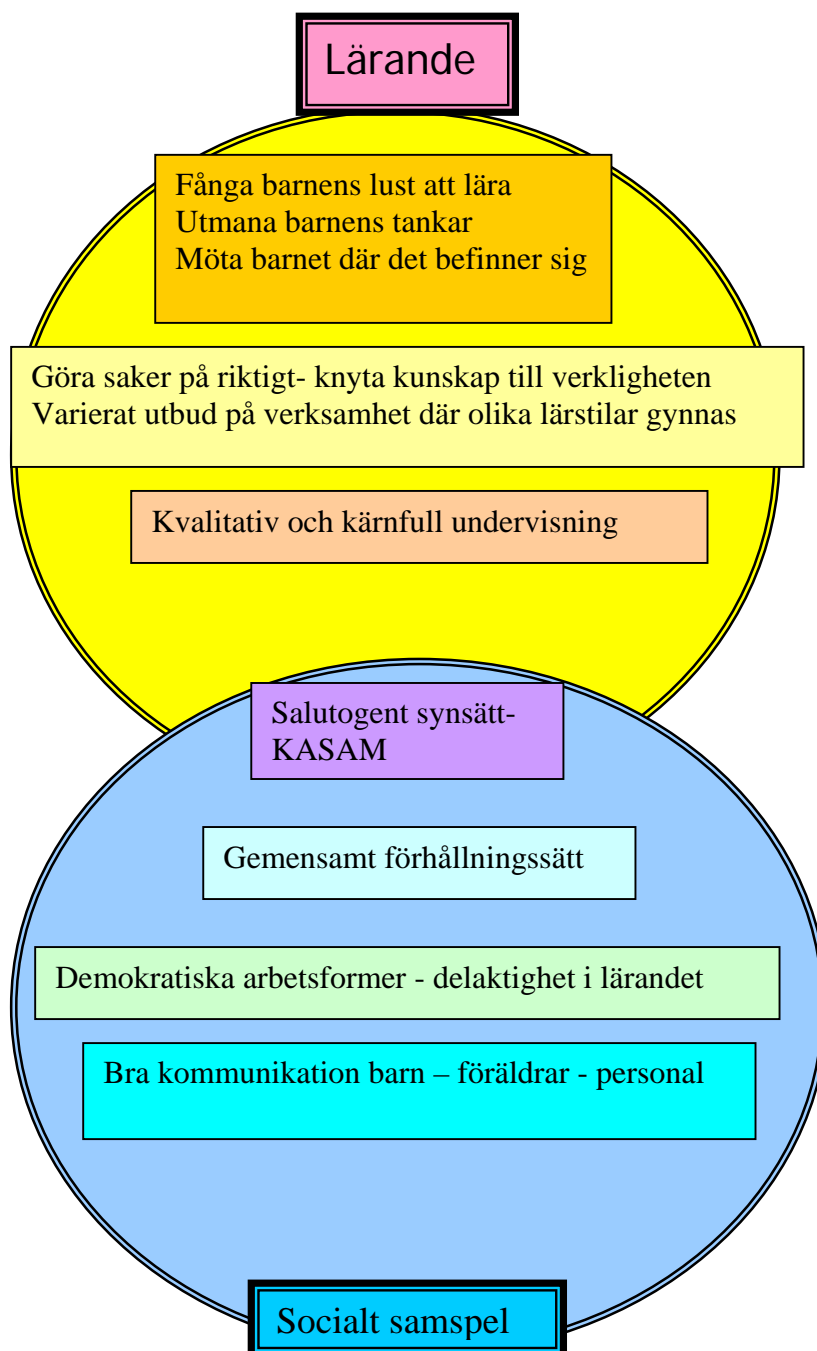 Lärande
Fånga barnens lust att lära
Utmana barnens tankar
Möta barnet där det befinner sig
Göra saker på riktigt- knyta kunskap till verkligheten
Varierat utbud på verksamhet där olika lärstilar gynnas
Kvalitativ och kärnfull undervisning
Salutogent synsätt-
KASAM
Gemensamt förhållningssätt
Demokratiska arbetsformer - delaktighet i lärandet
Bra kommunikation barn – föräldrar - personal
Socialt samspel